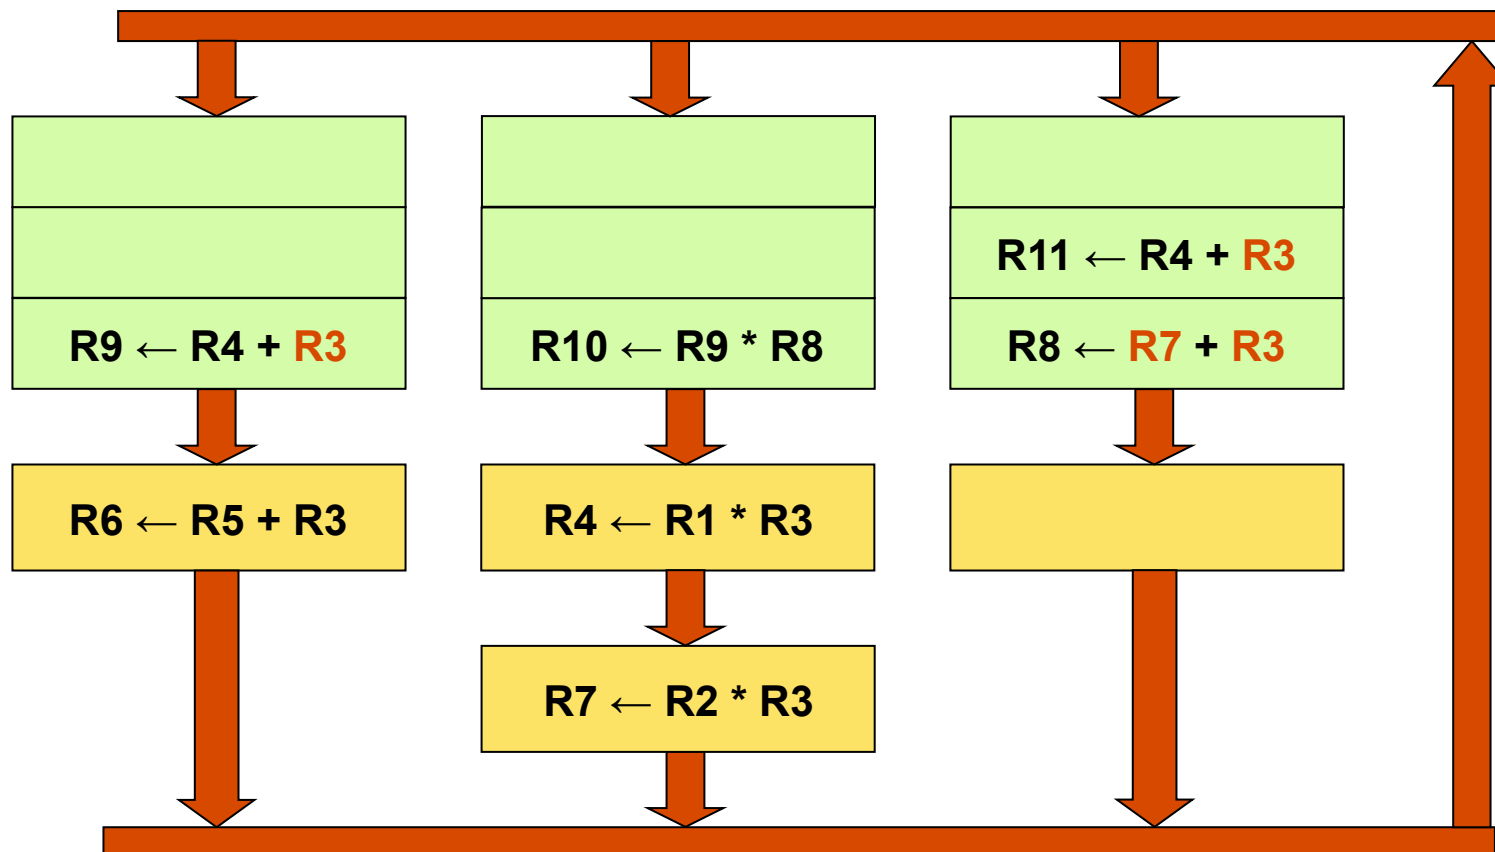 R11 ← R4 + R3
R9 ← R4 + R3
R10 ← R9 * R8
R8 ← R7 + R3
R6 ← R5 + R3
R4 ← R1 * R3
R7 ← R2 * R3